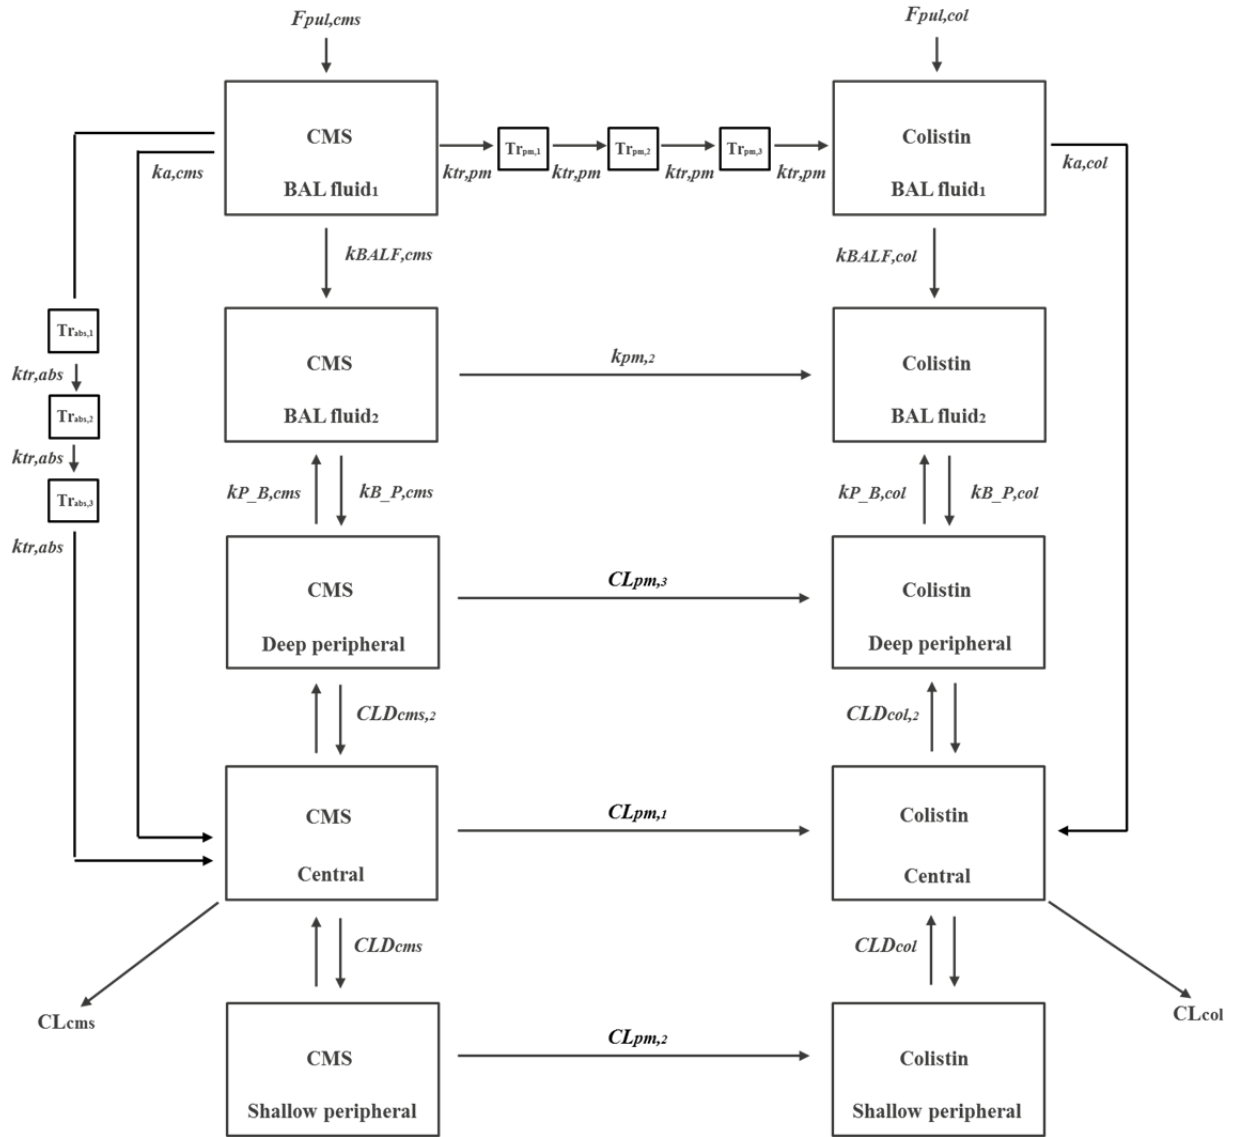 Fpul,cms
Fpul,col
CMS
BAL fluid1
Colistin
BAL fluid1
Trpm,1
Trpm,2
Trpm,3
ktr,pm
ktr,pm
ktr,pm
ktr,pm
ka,cms
ka,col
kBALF,cms
kBALF,col
Trabs,1
ktr,abs
Trabs,2
ktr,abs
Trabs,3
ktr,abs
CMS
BAL fluid2
kpm,2
Colistin
BAL fluid2
kP_B,cms
kB_P,cms
kP_B,col
kB_P,col
CMS
Deep peripheral
CLpm,3
Colistin
Deep peripheral
CLDcms,2
CLDcol,2
CMS
Central
CLpm,1
Colistin
Central
CLDcms
CLDcol
CLcms
CLcol
CMS
Shallow peripheral
CLpm,2
Colistin
Shallow peripheral